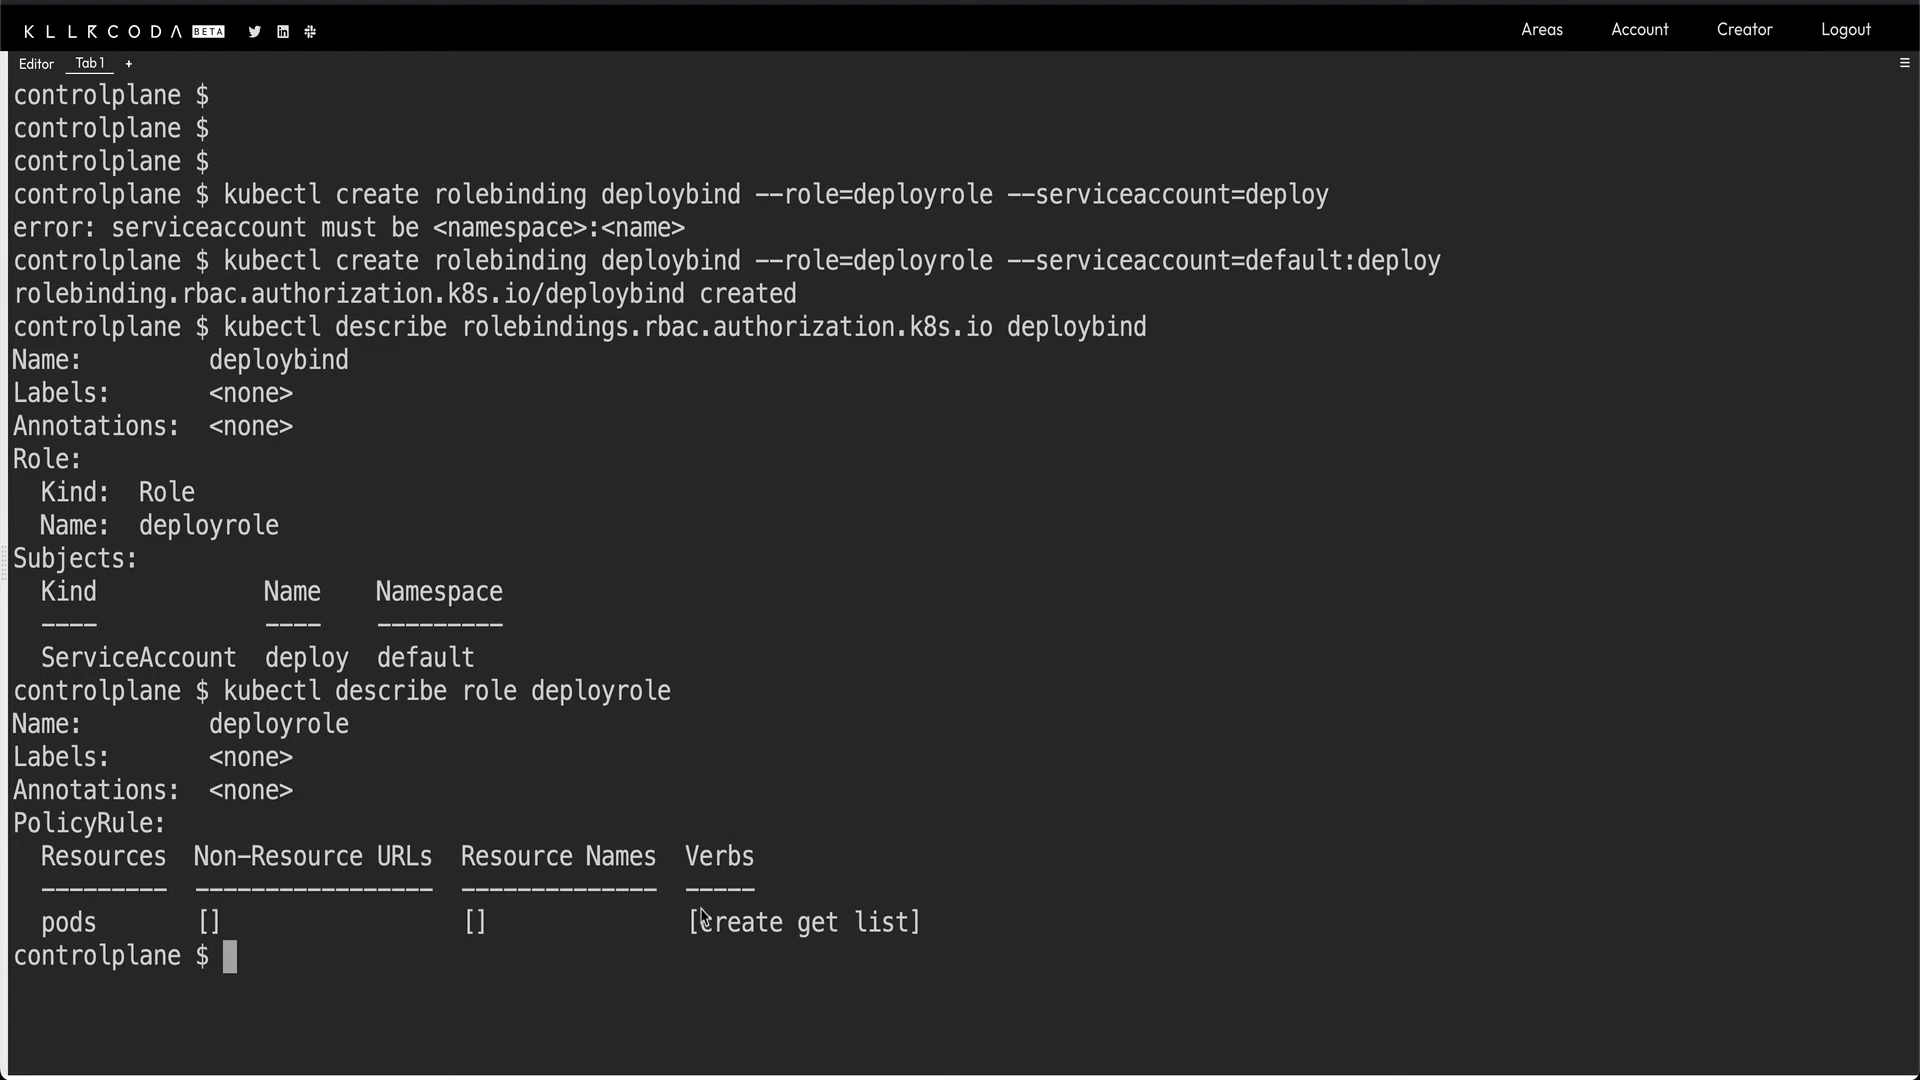 KILLRCODA BETA
Areas Account Creator Logout
Editor Tab 1 +
controlplane $
controlplane $
controlplane $
controlplane $ kubectl create rolebinding deploybind --role=deployrole --serviceaccount=deploy
error: serviceaccount must be <namespace>:<name>
controlplane $ kubectl create rolebinding deploybind --role=deployrole --serviceaccount=default:deploy
rolebinding.rbac.authorization.k8s.io/deploybind created
controlplane $ kubectl describe rolebindings.rbac.authorization.k8s.io deploybind
Name: deploybind
Labels: <none>
Annotations: <none>
Role:
Kind: Role
Name: deployrole
Subjects:
Kind Name Namespace
---- ---- ---------
ServiceAccount deploy default
controlplane $ kubectl describe role deployrole
Name: deployrole
Labels: <none>
Annotations: <none>
PolicyRule:
Resources Non-Resource URLs Resource Names Verbs
--------- ----------------- -------------- -----
pods [] [] [create get list]
controlplane $